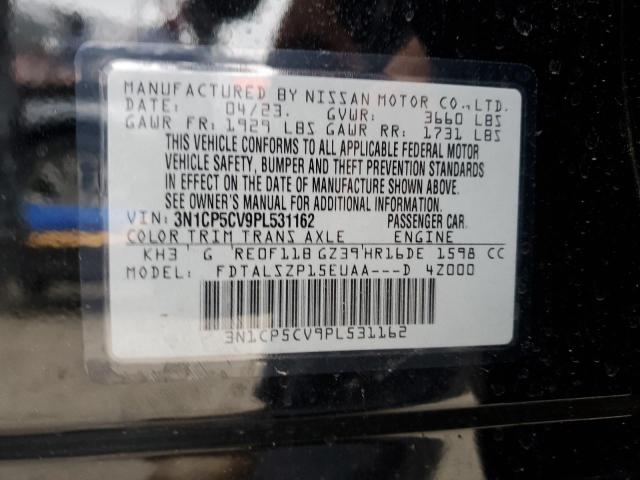 MANUFACTURED BY NISSAN MOTOR CO., LTD.
DATE: 04/23. GVWR: 3660 LBS
GAWR FR: 1929 LBS GAWR RR: 1731 LBS
THIS VEHICLE CONFORMS TO ALL APPLICABLE FEDERAL MOTOR
VEHICLE SAFETY, BUMPER AND THEFT PREVENTION STANDARDS
IN EFFECT ON THE DATE OF MANUFACTURE SHOWN ABOVE.
SEE OWNER'S MANUAL FOR ADDITIONAL INFORMATION.
VIN: 3N1CP5CV9PL531162 PASSENGER CAR.
COLOR TRIM TRANS AXLE ENGINE
KH3 G RE0F11B GZ39 HR16DE 1598 CC
MODEL: FDTALSZP15EUAA---D 4Z000
3N1CP5CV9PL531162